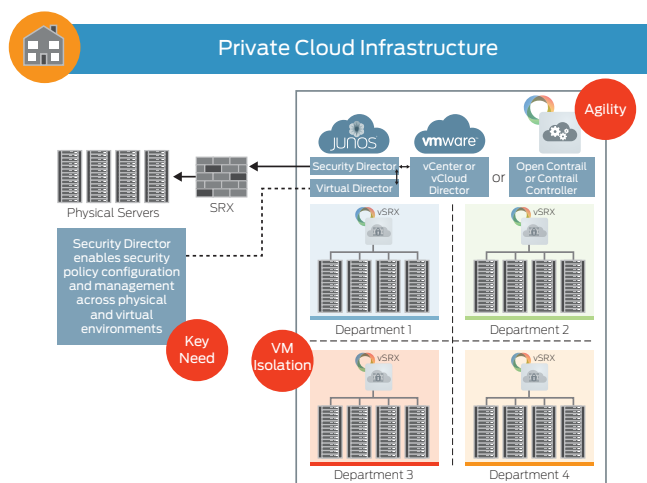 Private Cloud Infrastructure
Agility
JUNOS
vmware
Security Director
Virtual Director
vCenter or
vCloud
Director
or
Open Contrail
or Contrail
Controller
Physical Servers
SRX
Security Director
enables security
policy configuration
and management
across physical
and virtual
environments
Key
Need
VM
Isolation
vSRX
Department 1
vSRX
Department 2
vSRX
Department 3
vSRX
Department 4